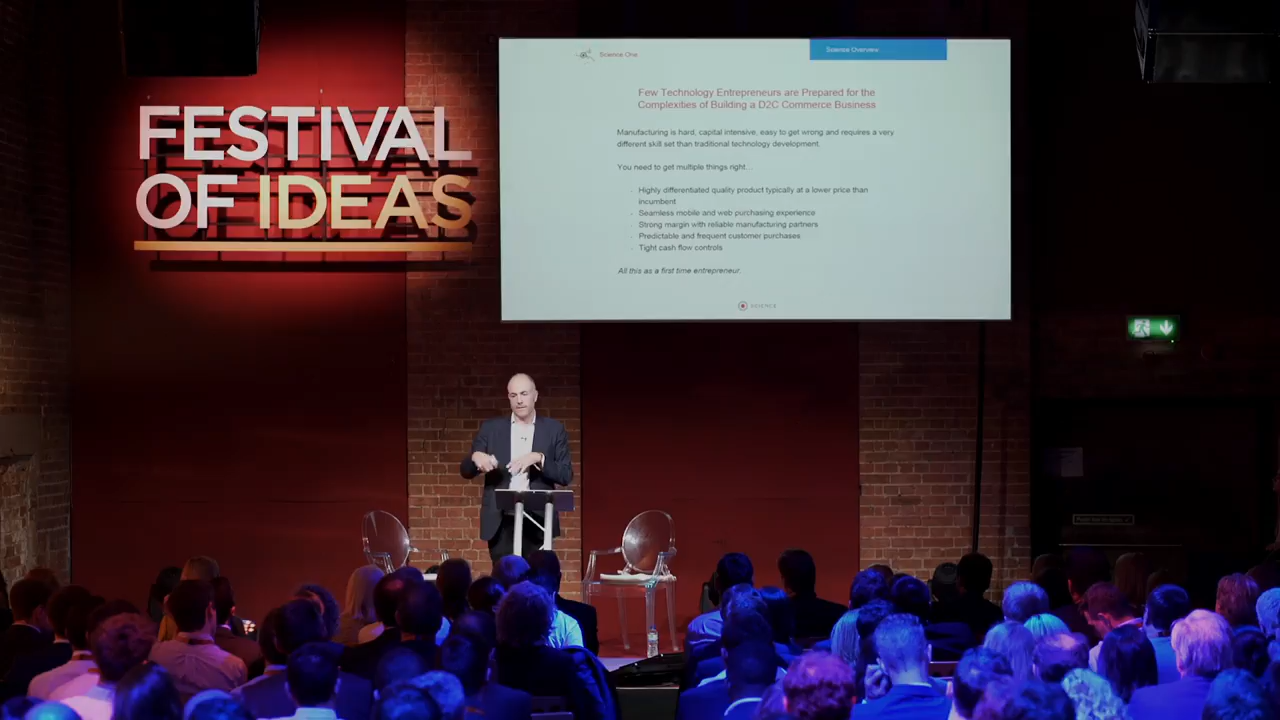 FESTIVAL
OF IDEAS
Science One
Science Overview
Few Technology Entrepreneurs are Prepared for the
Complexities of Building a D2C Commerce Business
Manufacturing is hard, capital intensive, easy to get wrong and requires a very
different skill set than traditional technology development.
You need to get multiple things right...
- Highly differentiated quality product typically at a lower price than
incumbent
- Seamless mobile and web purchasing experience
- Strong margin with reliable manufacturing partners
- Predictable and frequent customer purchases
- Tight cash flow controls
All this as a first time entrepreneur.
SCIENCE